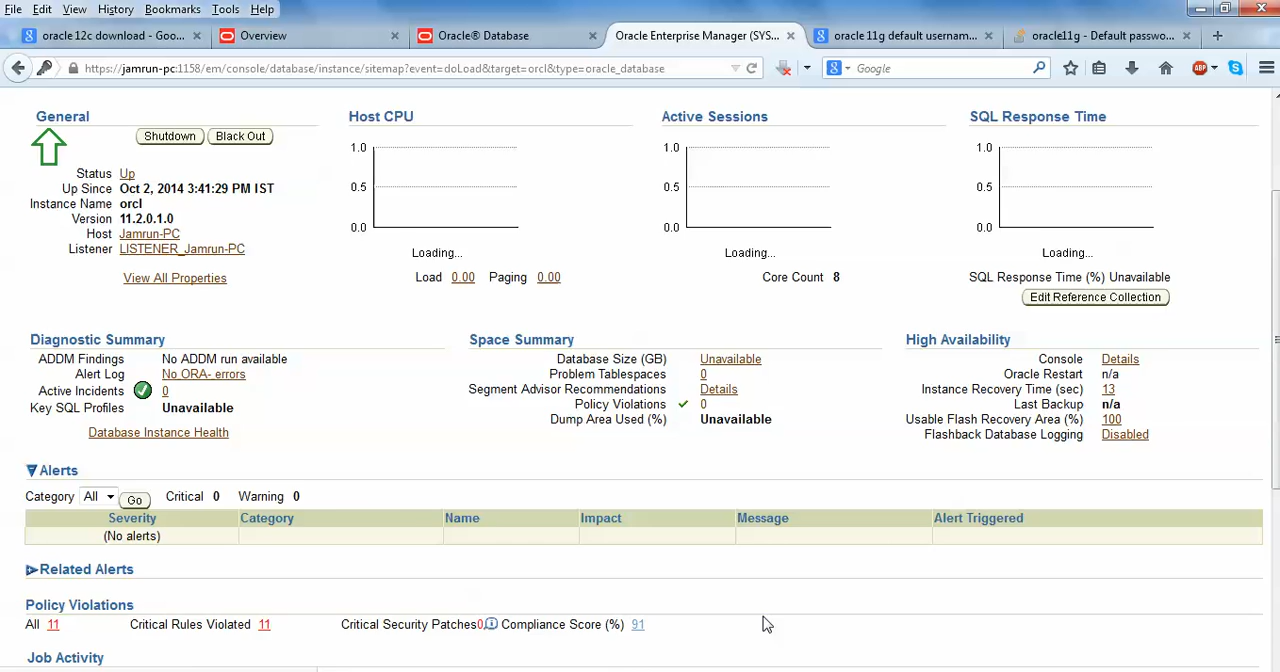 File Edit View History Bookmarks Tools Help
oracle 12c download - Goo... × Overview × Oracle® Database × Oracle Enterprise Manager (SYS... × oracle 11g default usernam... × oracle11g - Default passwo... × +
https://jamrun-pc:1158/em/console/database/instance/sitemap?event=doLoad&target=orcl&type=oracle_database Google ABP
General Host CPU Active Sessions SQL Response Time
Shutdown Black Out
1.0 1.0 1.0
Status Up
0.5 0.5 0.5
Up Since Oct 2, 2014 3:41:29 PM IST
Instance Name orcl
Version 11.2.0.1.0
0.0 0.0 0.0
Host Jamrun-PC
Listener LISTENER_Jamrun-PC
Loading... Loading... Loading...
View All Properties
Load 0.00 Paging 0.00 Core Count 8 SQL Response Time (%) Unavailable
Edit Reference Collection
Diagnostic Summary Space Summary High Availability
ADDM Findings No ADDM run available Database Size (GB) Unavailable Console Details
Alert Log No ORA- errors Problem Tablespaces 0 Oracle Restart n/a
Active Incidents 0 Segment Advisor Recommendations Details Instance Recovery Time (sec) 13
Key SQL Profiles Unavailable Policy Violations 0 Last Backup n/a
Dump Area Used (%) Unavailable Usable Flash Recovery Area (%) 100
Database Instance Health Flashback Database Logging Disabled
Alerts
Category All Go Critical 0 Warning 0
Severity Category Name Impact Message Alert Triggered
(No alerts)
Related Alerts
Policy Violations
All 11 Critical Rules Violated 11 Critical Security Patches 0 Compliance Score (%) 91
Job Activity